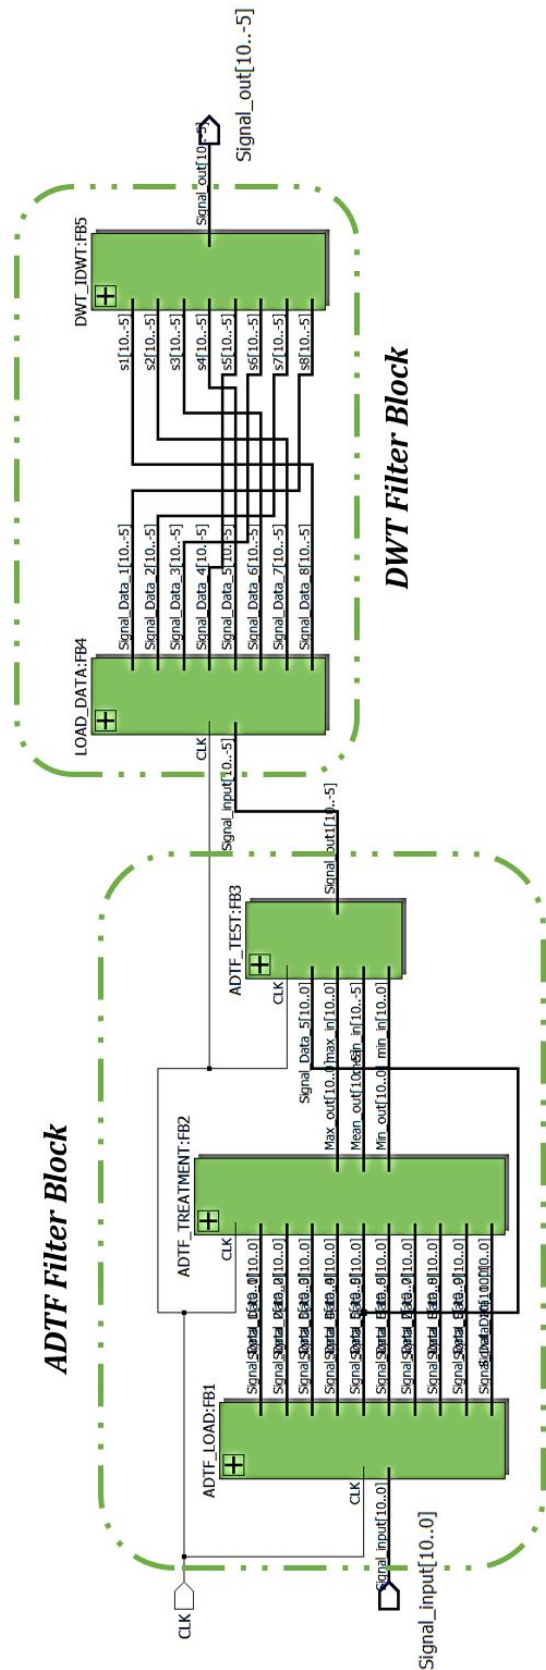 ADTF Filter Block
DWT Filter Block
CLK
Signal_input[10..0]
Signal_input[10..0]
ADTF_LOAD:FB1
CLK
ADTF_TREATMENT:FB2
CLK
Max_out[10..0]
Min_out[10..0]
ADTF_TEST:FB3
CLK
Signal_Data_5[10..0]
max_in[10..0]
min_in[10..0]
Signal_out1[10..-5]
LOAD_DATA:FB4
CLK
Signal_input[10..-5]
Signal_Data_1[10..-5]
Signal_Data_2[10..-5]
Signal_Data_3[10..-5]
Signal_Data_4[10..-5]
Signal_Data_5[10..-5]
Signal_Data_6[10..-5]
Signal_Data_7[10..-5]
Signal_Data_8[10..-5]
DWT_IDWT:FB5
s1[10..-5]
s2[10..-5]
s3[10..-5]
s4[10..-5]
s5[10..-5]
s6[10..-5]
s7[10..-5]
s8[10..-5]
Signal_out[10..-5]
Signal_out[10..-5]